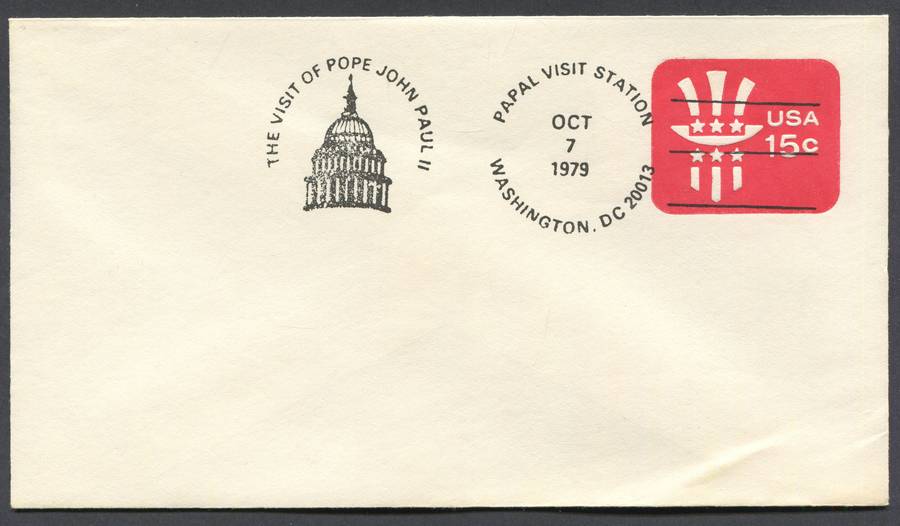 THE VISIT OF POPE JOHN PAUL II
PAPAL VISIT STATION
OCT
7
1979
WASHINGTON, DC 20013
USA
15c